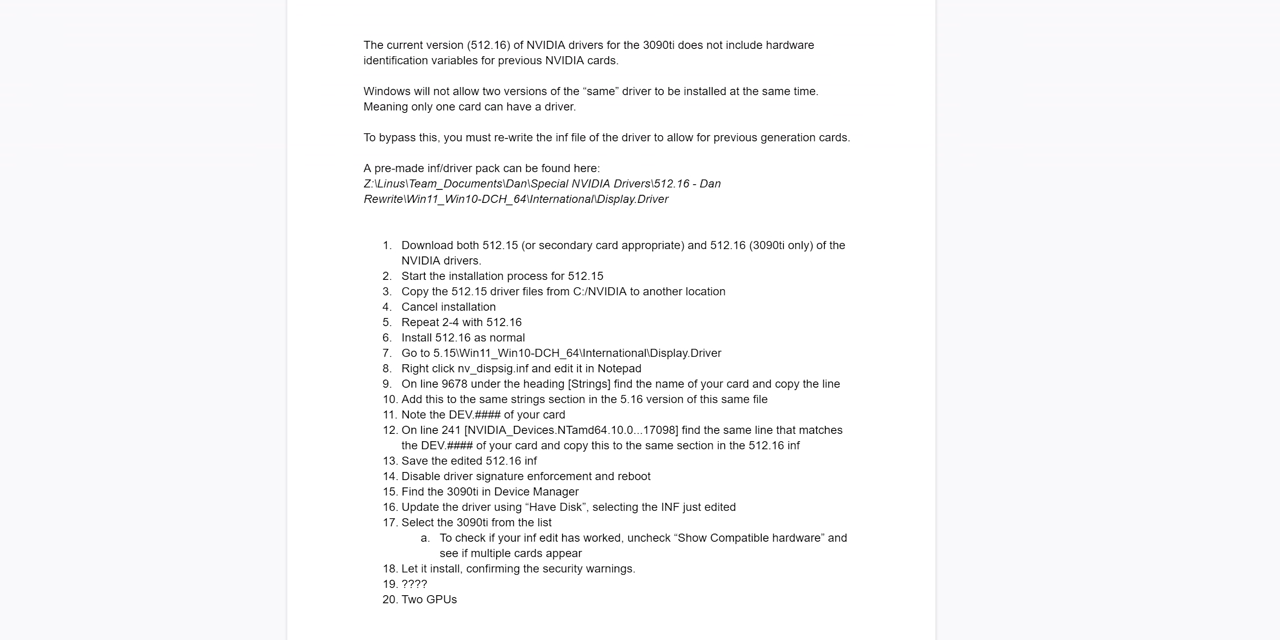 The current version (512.16) of NVIDIA drivers for the 3090ti does not include hardware
identification variables for previous NVIDIA cards.
Windows will not allow two versions of the “same” driver to be installed at the same time.
Meaning only one card can have a driver.
To bypass this, you must re-write the inf file of the driver to allow for previous generation cards.
A pre-made inf/driver pack can be found here:
Z:\Linus\Team_Documents\Dan\Special NVIDIA Drivers\512.16 - Dan
Rewrite\Win11_Win10-DCH_64\International\Display.Driver
1. Download both 512.15 (or secondary card appropriate) and 512.16 (3090ti only) of the
NVIDIA drivers.
2. Start the installation process for 512.15
3. Copy the 512.15 driver files from C:/NVIDIA to another location
4. Cancel installation
5. Repeat 2-4 with 512.16
6. Install 512.16 as normal
7. Go to 5.15\Win11_Win10-DCH_64\International\Display.Driver
8. Right click nv_dispsig.inf and edit it in Notepad
9. On line 9678 under the heading [Strings] find the name of your card and copy the line
10. Add this to the same strings section in the 5.16 version of this same file
11. Note the DEV.#### of your card
12. On line 241 [NVIDIA_Devices.NTamd64.10.0...17098] find the same line that matches
the DEV.#### of your card and copy this to the same section in the 512.16 inf
13. Save the edited 512.16 inf
14. Disable driver signature enforcement and reboot
15. Find the 3090ti in Device Manager
16. Update the driver using “Have Disk”, selecting the INF just edited
17. Select the 3090ti from the list
a. To check if your inf edit has worked, uncheck “Show Compatible hardware” and
see if multiple cards appear
18. Let it install, confirming the security warnings.
19. ????
20. Two GPUs